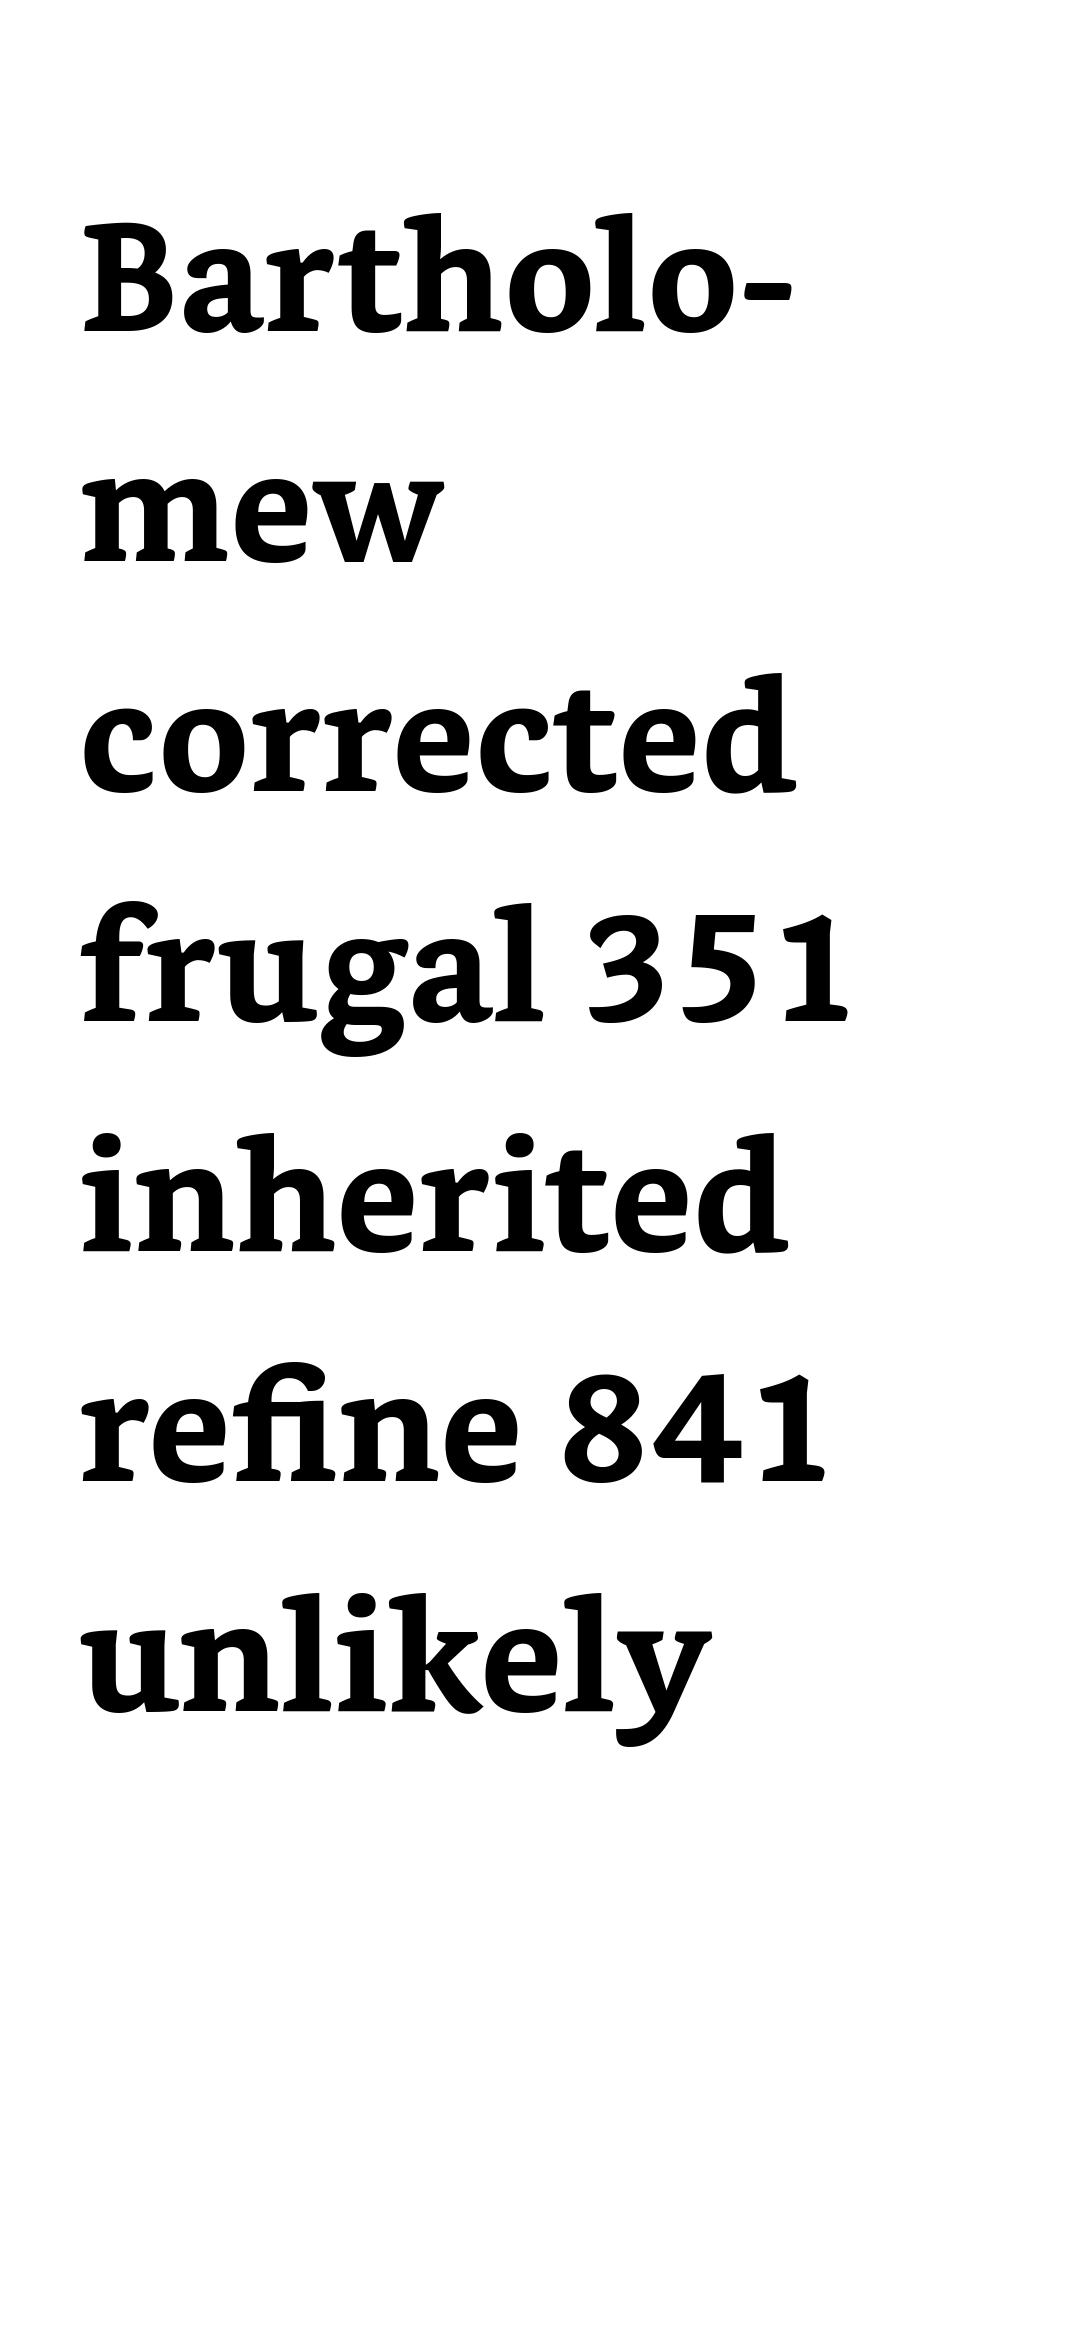 Bartholo-
mew
corrected
frugal 351
inherited
refine 841
unlikely